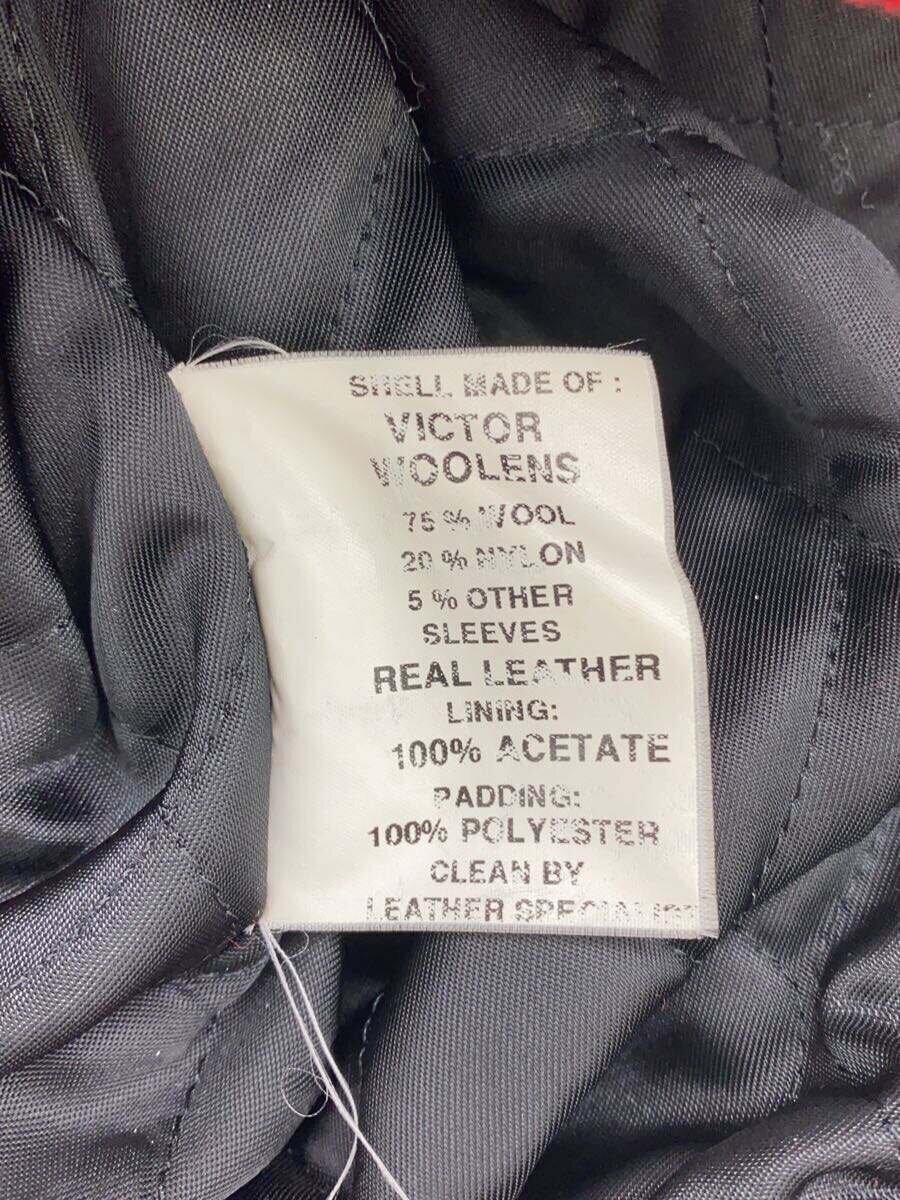 SHELL MADE OF :
VICTOR
WOOLENS
75 % WOOL
20 % NYLON
5 % OTHER
SLEEVES
REAL LEATHER
LINING:
100% ACETATE
PADDING:
100% POLYESTER
CLEAN BY
LEATHER SPECIALIST